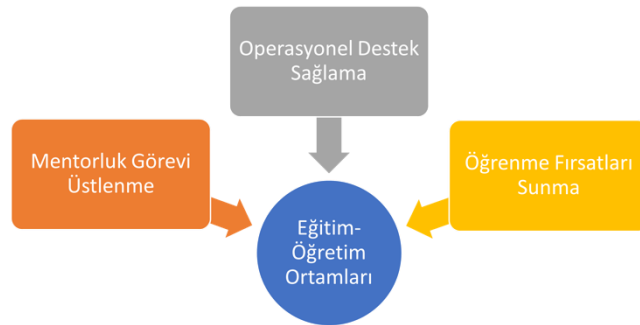 Operasyonel Destek
Sağlama
Mentorluk Görevi
Üstlenme
Öğrenme Fırsatları
Sunma
Eğitim-
Öğretim
Ortamları